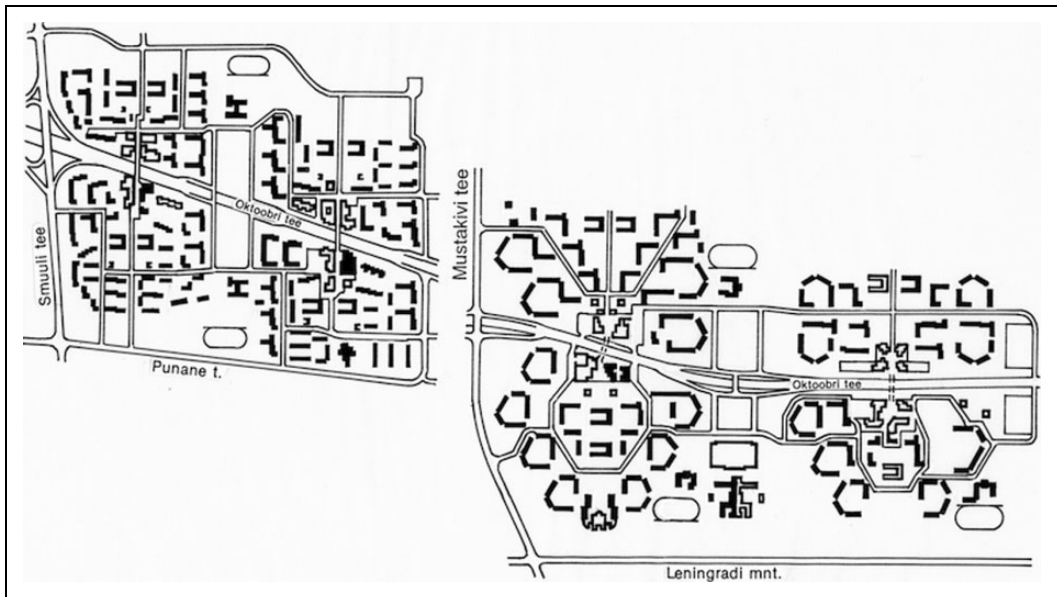 Smuuli tee
Oktoobri tee
Punane t.
Mustakivi tee
Oktoobri tee
Leningradi mnt.